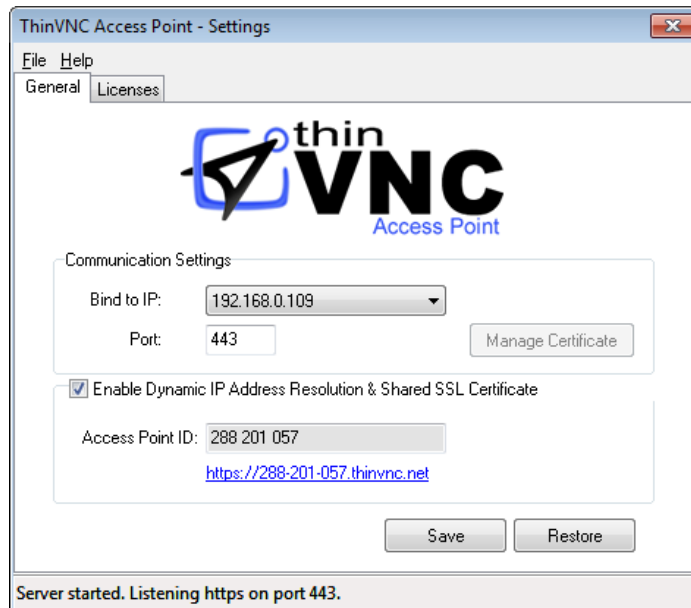 ThinVNC Access Point - Settings
File Help
General Licenses
thin
VNC
Access Point
Communication Settings
Bind to IP: 192.168.0.109
Port: 443 Manage Certificate
Enable Dynamic IP Address Resolution & Shared SSL Certificate
Access Point ID: 288 201 057
https://288-201-057.thinvnc.net
Save Restore
Server started. Listening https on port 443.